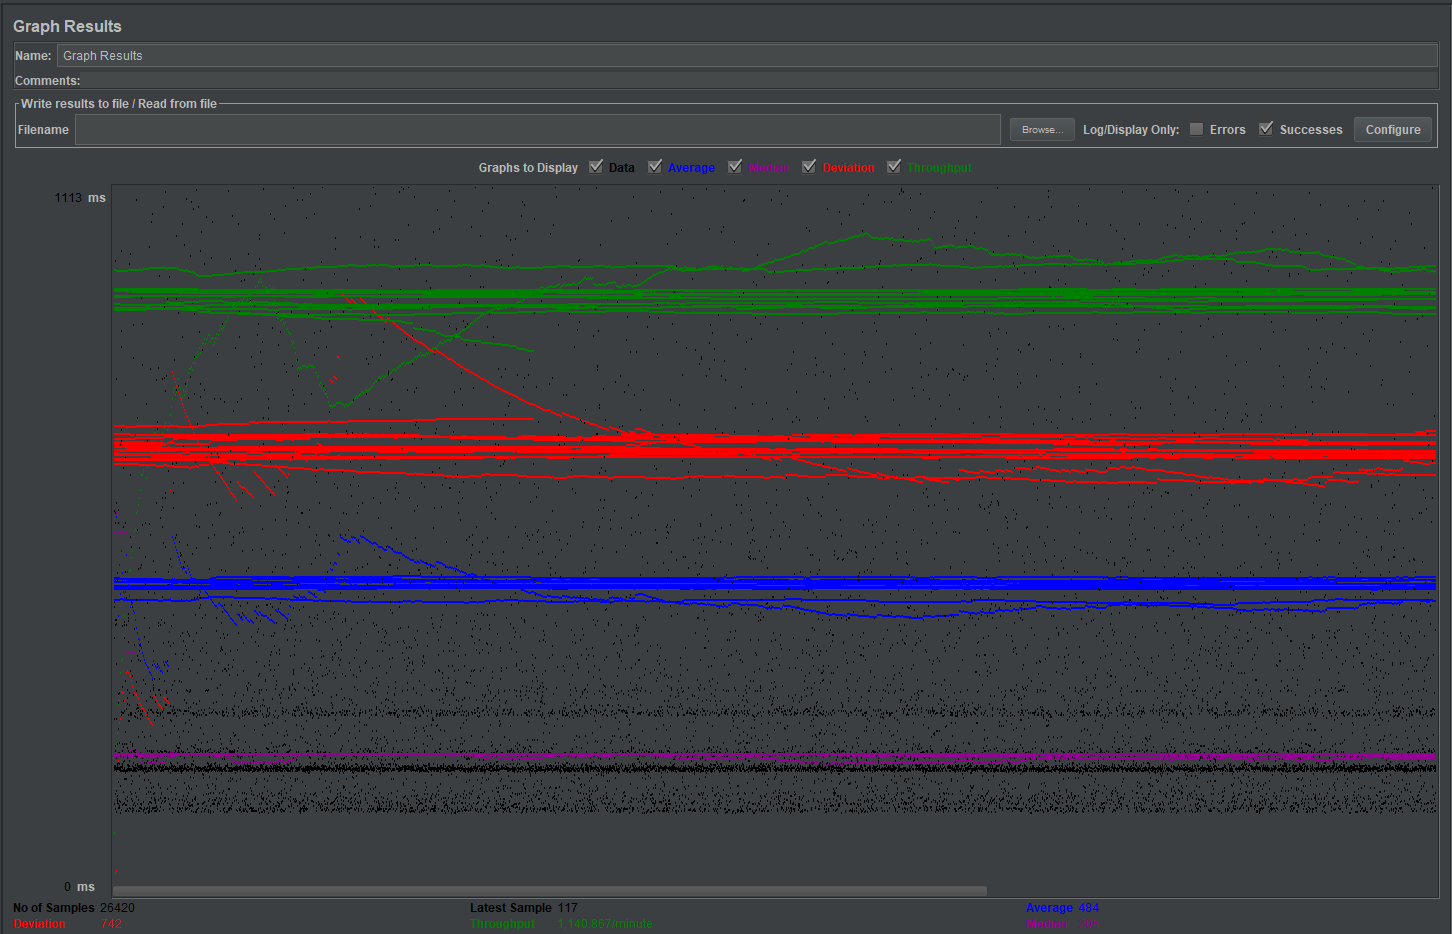 Graph Results
Name: Graph Results
Comments:
Write results to file / Read from file
Filename Browse... Log/Display Only: Errors Successes Configure
Graphs to Display Data Average Median Deviation Throughput
1113 ms
0 ms
No of Samples 26420 Latest Sample 117 Average 484
Deviation 742 Throughput 1,140.867/minute Median